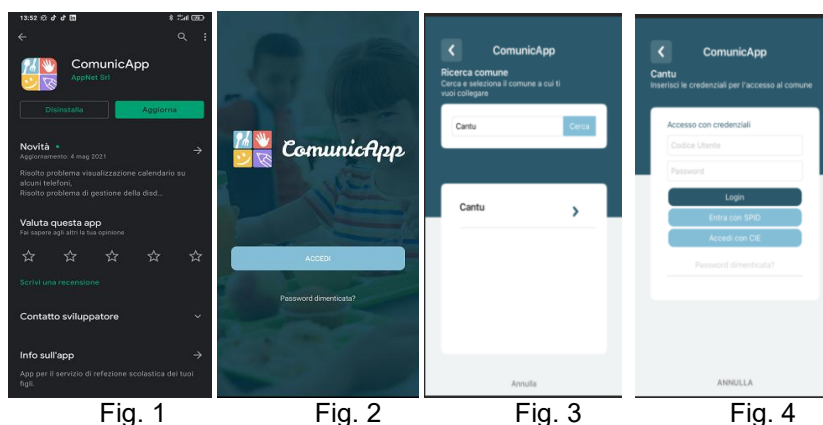 13:52
ComunicApp
AppNet Srl
Disinstalla
Aggiorna
Novità •
Aggiornamento: 4 mag 2021
Risolto problema visualizzazione calendario su
alcuni telefoni,
Risolto problema di gestione della disd...
Valuta questa app
Fai sapere agli altri la tua opinione
Scrivi una recensione
Contatto sviluppatore
Info sull'app
App per il servizio di refezione scolastica dei tuoi
figli.
Fig. 1
ComunicApp
ACCEDI
Password dimenticata?
Fig. 2
ComunicApp
Ricerca comune
Cerca e seleziona il comune a cui ti
vuoi collegare
Cantu
Cerca
Cantu
Annulla
Fig. 3
ComunicApp
Cantu
Inserisci le credenziali per l'accesso al comune
Accesso con credenziali
Codice Utente
Password
Login
Entra con SPID
Accedi con CIE
Password dimenticata?
ANNULLA
Fig. 4